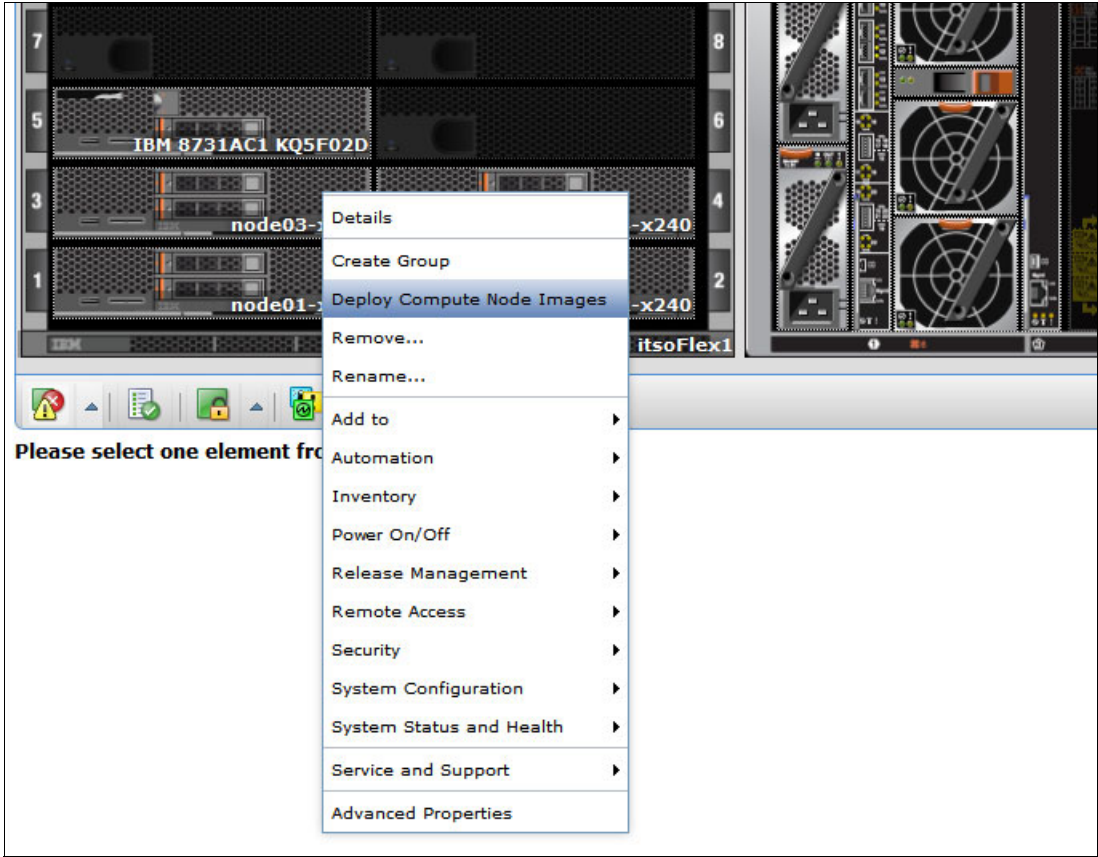 7
8
5
6
IBM 8731AC1 KQ5F02D
3
4
node03-x
-x240
1
2
node01-x
-x240
IBM
itsoFlex1
Details
Create Group
Deploy Compute Node Images
Remove...
Rename...
Add to
Automation
Inventory
Power On/Off
Release Management
Remote Access
Security
System Configuration
System Status and Health
Service and Support
Advanced Properties
Please select one element fro